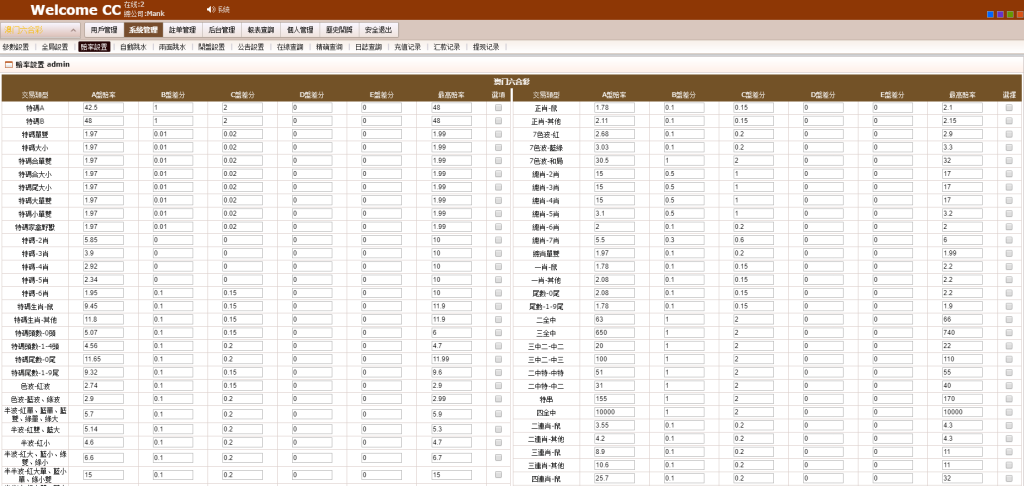 Welcome CC
在线:2
總公司:Mank
系統
澳门六合彩
用戶管理 系統管理 註單管理 后台管理 報表查詢 個人管理 歷史開獎 安全退出
參數設置 全局設置 賠率設置 自動跳水 兩面跳水 開盤設置 公告設置 在線查詢 精确查询 日誌查詢 充值记录 汇款记录 提现记录
賠率設置 admin
澳门六合彩
交易類型 A盤賠率 B盤差分 C盤差分 D盤差分 E盤差分 最高賠率 選項
特碼A 42.5 1 2 0 0 48
特碼B 48 1 2 0 0 48
特碼單雙 1.97 0.01 0.02 0 0 1.99
特碼大小 1.97 0.01 0.02 0 0 1.99
特碼合單雙 1.97 0.01 0.02 0 0 1.99
特碼合大小 1.97 0.01 0.02 0 0 1.99
特碼尾大小 1.97 0.01 0.02 0 0 1.99
特碼大單雙 1.97 0.01 0.02 0 0 1.99
特碼小單雙 1.97 0.01 0.02 0 0 1.99
特碼家禽野獸 1.97 0.01 0.02 0 0 1.99
特碼-2肖 5.85 0 0 0 0 10
特碼-3肖 3.9 0 0 0 0 10
特碼-4肖 2.92 0 0 0 0 10
特碼-5肖 2.34 0 0 0 0 10
特碼-6肖 1.95 0.1 0.15 0 0 10
特碼生肖-鼠 9.45 0.1 0.15 0 0 11.9
特碼生肖-其他 11.8 0.1 0.15 0 0 11.9
特碼頭數-0頭 5.07 0.1 0.15 0 0 6
特碼頭數-1-4頭 4.56 0.1 0.2 0 0 4.7
特碼尾數-0尾 11.65 0.1 0.2 0 0 11.99
特碼尾數-1-9尾 9.32 0.1 0.2 0 0 9.6
色波-紅波 2.74 0.1 0.15 0 0 2.9
色波-藍波、綠波 2.9 0.1 0.2 0 0 2.99
半波-紅單、藍單、藍雙、綠單、綠大 5.7 0.1 0.2 0 0 5.9
半波-紅雙、藍大 5.14 0.1 0.2 0 0 5.3
半波-紅小 4.6 0.1 0.2 0 0 4.7
半波-紅大、藍小、綠雙、綠小 6.6 0.1 0.2 0 0 6.7
半半波-紅大單、藍小單、綠小雙 15 0.1 0.2 0 0 15
交易類型 A盤賠率 B盤差分 C盤差分 D盤差分 E盤差分 最高賠率 選擇
正肖-鼠 1.78 0.1 0.15 0 0 2.1
正肖-其他 2.11 0.1 0.15 0 0 2.15
7色波-紅 2.68 0.1 0.2 0 0 2.9
7色波-藍綠 3.03 0.1 0.2 0 0 3.3
7色波-和局 30.5 1 2 0 0 32
總肖-2肖 15 0.5 1 0 0 17
總肖-3肖 15 0.5 1 0 0 17
總肖-4肖 15 0.5 1 0 0 17
總肖-5肖 3.1 0.5 1 0 0 3.2
總肖-6肖 2 0.1 0.2 0 0 2
總肖-7肖 5.5 0.3 0.6 0 0 6
總肖單雙 1.97 0.1 0.2 0 0 1.99
一肖-鼠 1.78 0.1 0.15 0 0 2.2
一肖-其他 2.08 0.1 0.15 0 0 2.2
尾數-0尾 2.08 0.1 0.15 0 0 2.2
尾數-1-9尾 1.78 0.1 0.15 0 0 1.9
二全中 63 1 2 0 0 66
三全中 650 1 2 0 0 740
三中二-中二 20 1 2 0 0 22
三中二-中三 100 1 2 0 0 110
二中特-中特 51 1 2 0 0 55
二中特-中二 31 1 2 0 0 40
特串 155 1 2 0 0 170
四全中 10000 1 2 0 0 10000
二連肖-鼠 3.55 0.1 0.2 0 0 4.3
二連肖-其他 4.2 0.1 0.2 0 0 4.3
三連肖-鼠 8.9 0.1 0.2 0 0 11
三連肖-其他 10.6 0.1 0.2 0 0 11
四連肖-鼠 25.7 0.1 0.2 0 0 32